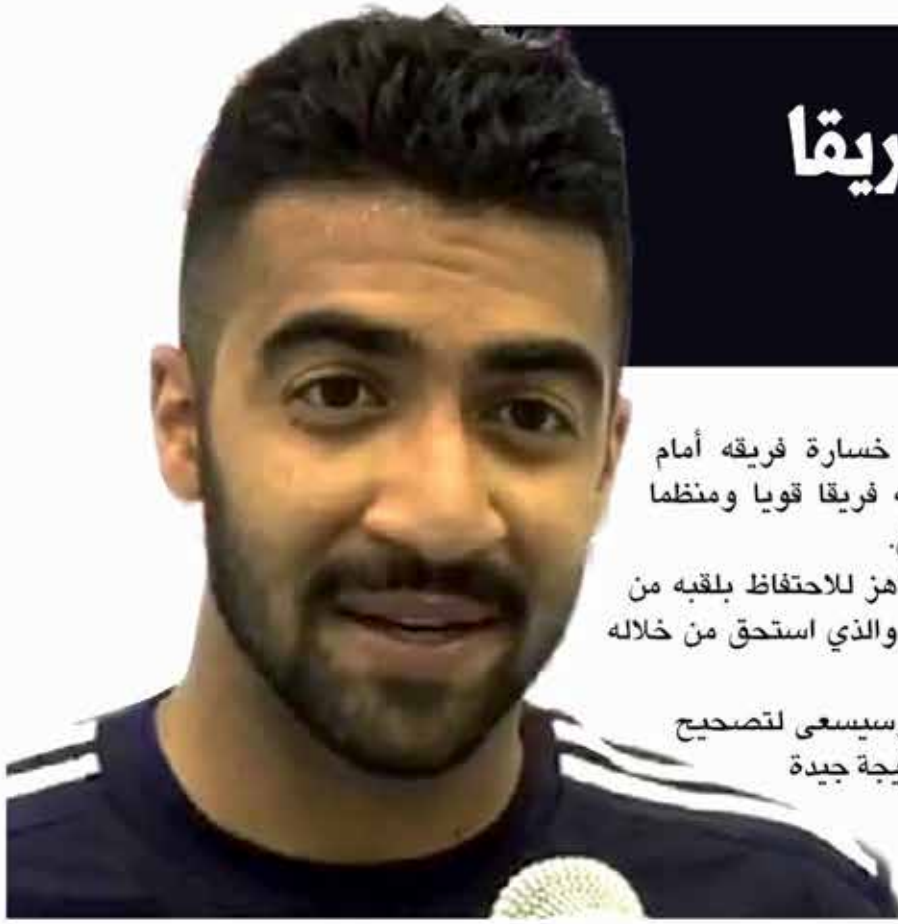 ريقا
خسارة فريقه أمام
فريقا قويا ومنظما
هز للاحتفاظ بلقبه من
والذي استحق من خلاله
سيسعى لتصحيح
يجة جيدة